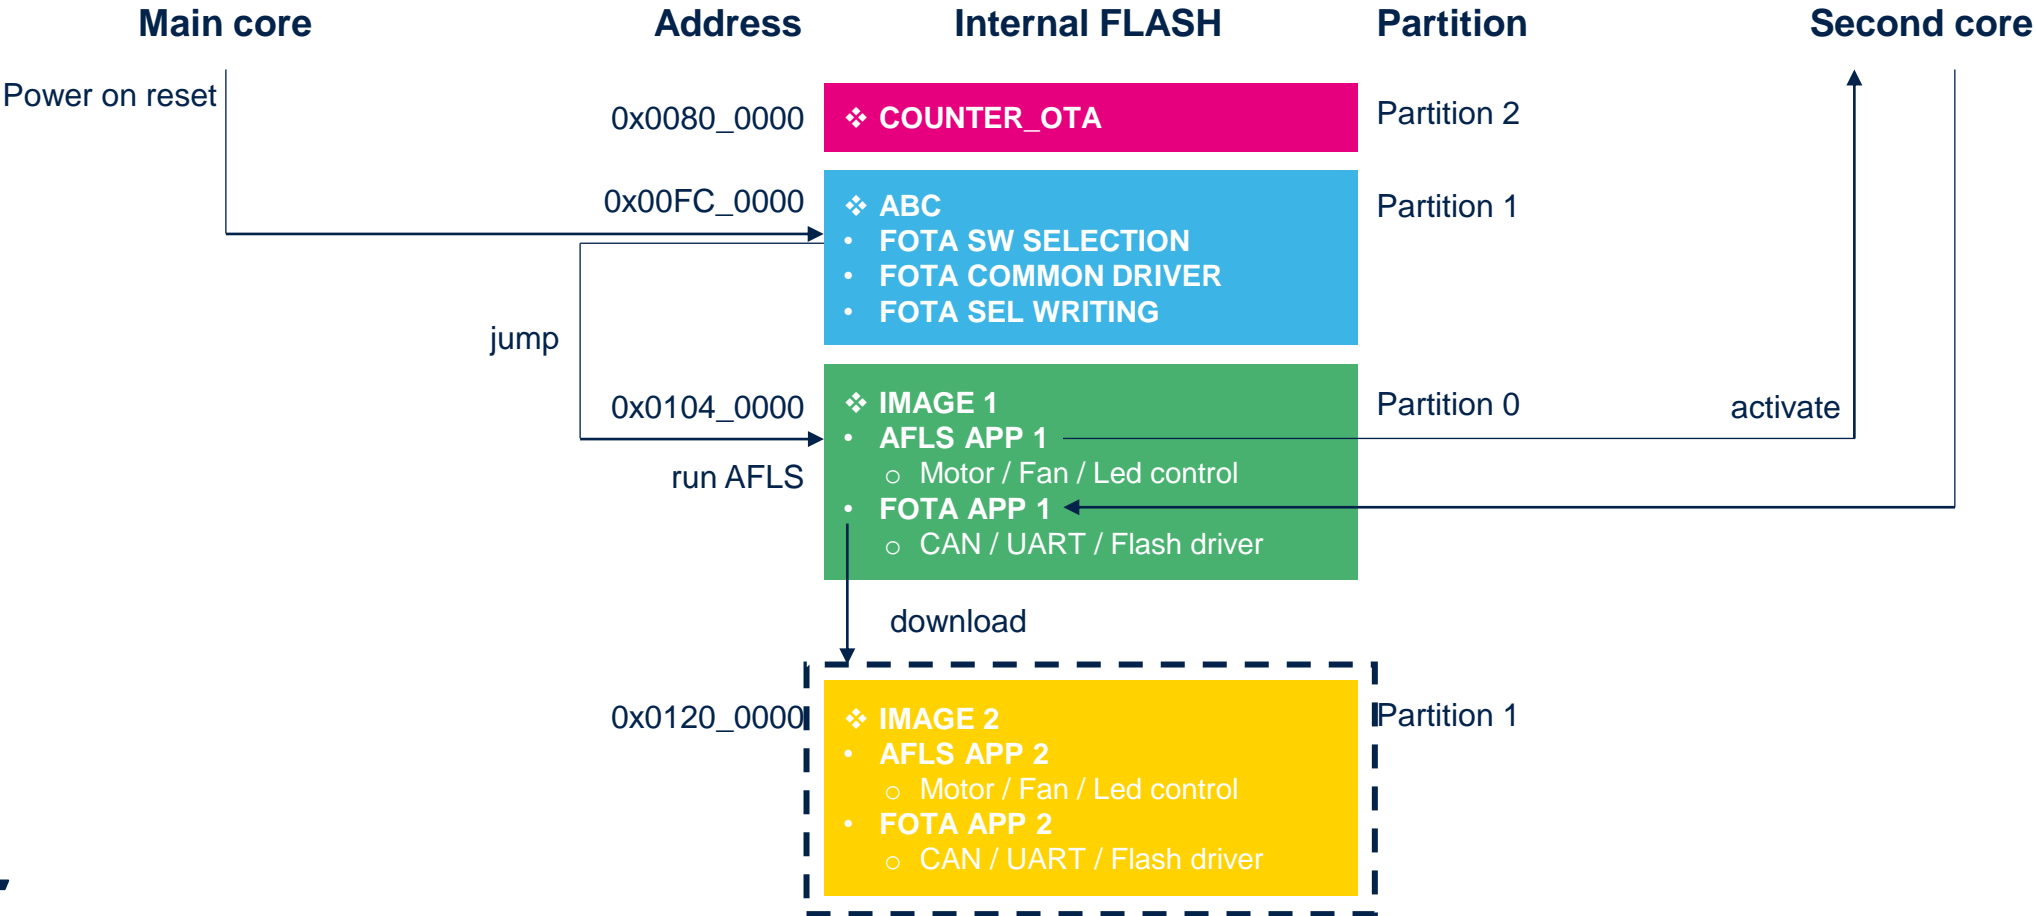 Main core
Address
Internal FLASH
Partition
Second core
Power on reset
0x0080_0000
❖ COUNTER_OTA
Partition 2
0x00FC_0000
❖ ABC
• FOTA SW SELECTION
• FOTA COMMON DRIVER
• FOTA SEL WRITING
Partition 1
jump
0x0104_0000
❖ IMAGE 1
• AFLS APP 1
○ Motor / Fan / Led control
• FOTA APP 1
○ CAN / UART / Flash driver
Partition 0
activate
run AFLS
download
0x0120_0000
❖ IMAGE 2
• AFLS APP 2
○ Motor / Fan / Led control
• FOTA APP 2
○ CAN / UART / Flash driver
Partition 1